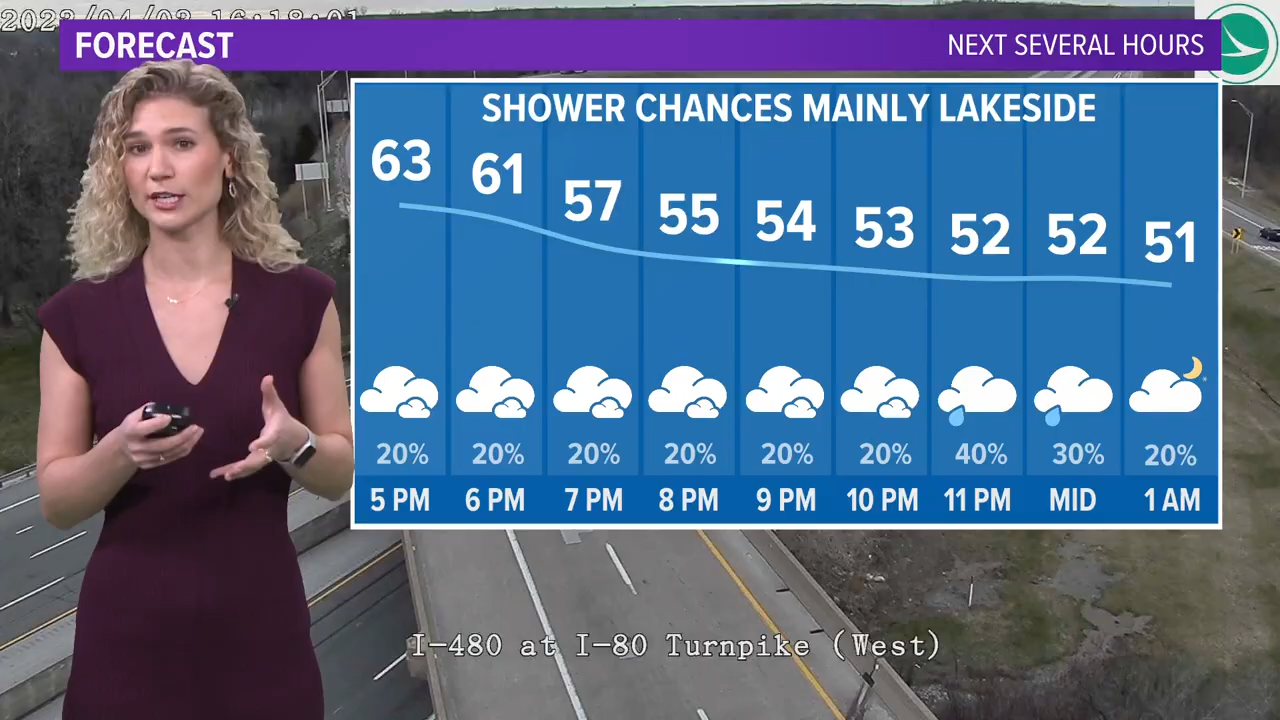 FORECAST
NEXT SEVERAL HOURS
SHOWER CHANCES MAINLY LAKESIDE
63 61 57 55 54 53 52 52 51
20% 20% 20% 20% 20% 20% 40% 30% 20%
5 PM 6 PM 7 PM 8 PM 9 PM 10 PM 11 PM MID 1 AM
I-480 at I-80 Turnpike (West)